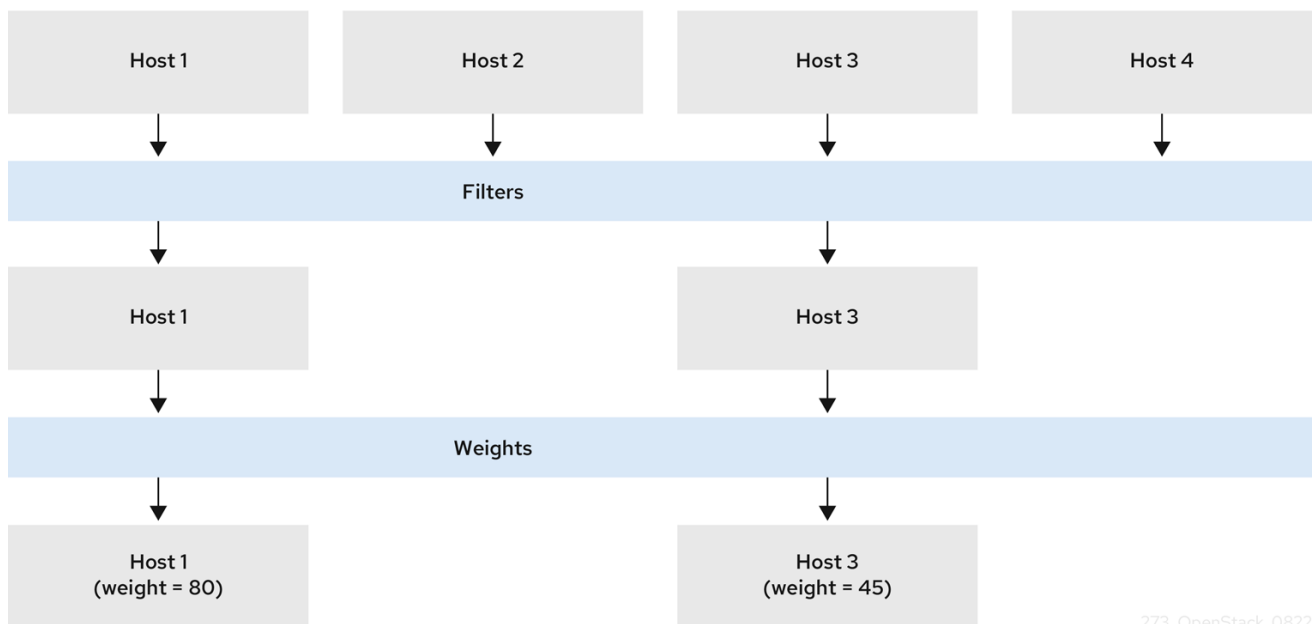 Host 1
Host 2
Host 3
Host 4
Filters
Host 1
Host 3
Weights
Host 1
(weight = 80)
Host 3
(weight = 45)
273_OpenStack_0822